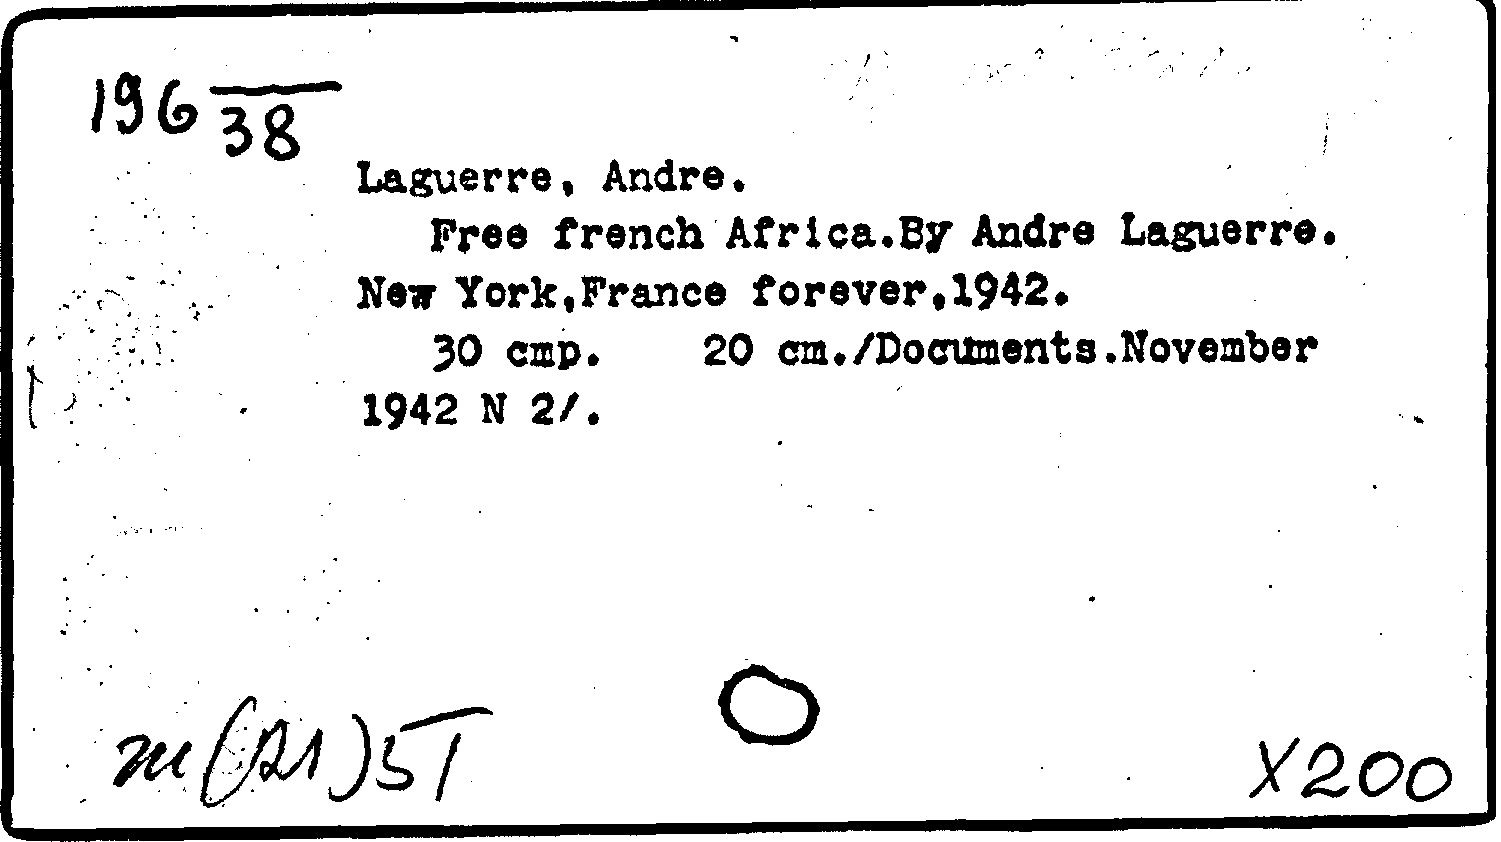 196 38
Laguerre, Andre.
Free french Africa.By Andre Laguerre.
New York,France forever,1942.
30 cmp. 20 cm./Documents.November
1942 N 2/.
X200